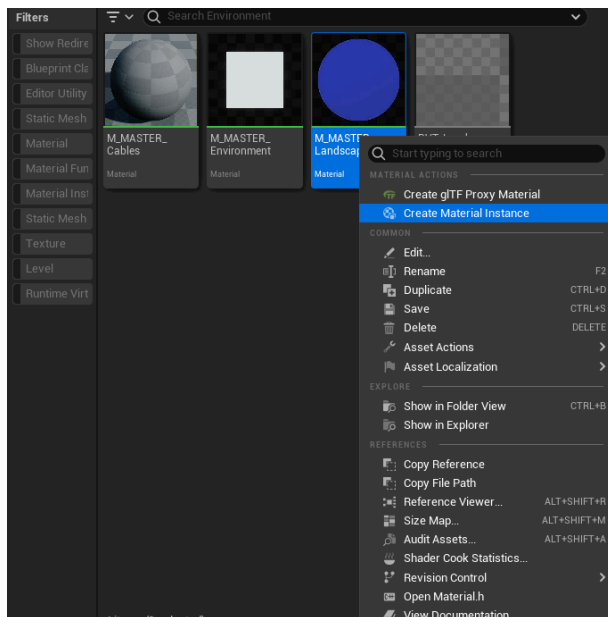 Filters
Search Environment
Show Redire
Blueprint Cla
Editor Utility
Static Mesh
Material
Material Fun
Material Inst
Static Mesh
Texture
Level
Runtime Virt
M_MASTER_
Cables
Material
M_MASTER_
Environment
Material
M_MASTER_
Landscap
Material
Start typing to search
MATERIAL ACTIONS
Create glTF Proxy Material
Create Material Instance
COMMON
Edit...
Rename F2
Duplicate CTRL+D
Save CTRL+S
Delete DELETE
Asset Actions
Asset Localization
EXPLORE
Show in Folder View CTRL+B
Show in Explorer
REFERENCES
Copy Reference
Copy File Path
Reference Viewer... ALT+SHIFT+R
Size Map... ALT+SHIFT+M
Audit Assets... ALT+SHIFT+A
Shader Cook Statistics...
Revision Control
Open Material.h
View Documentation